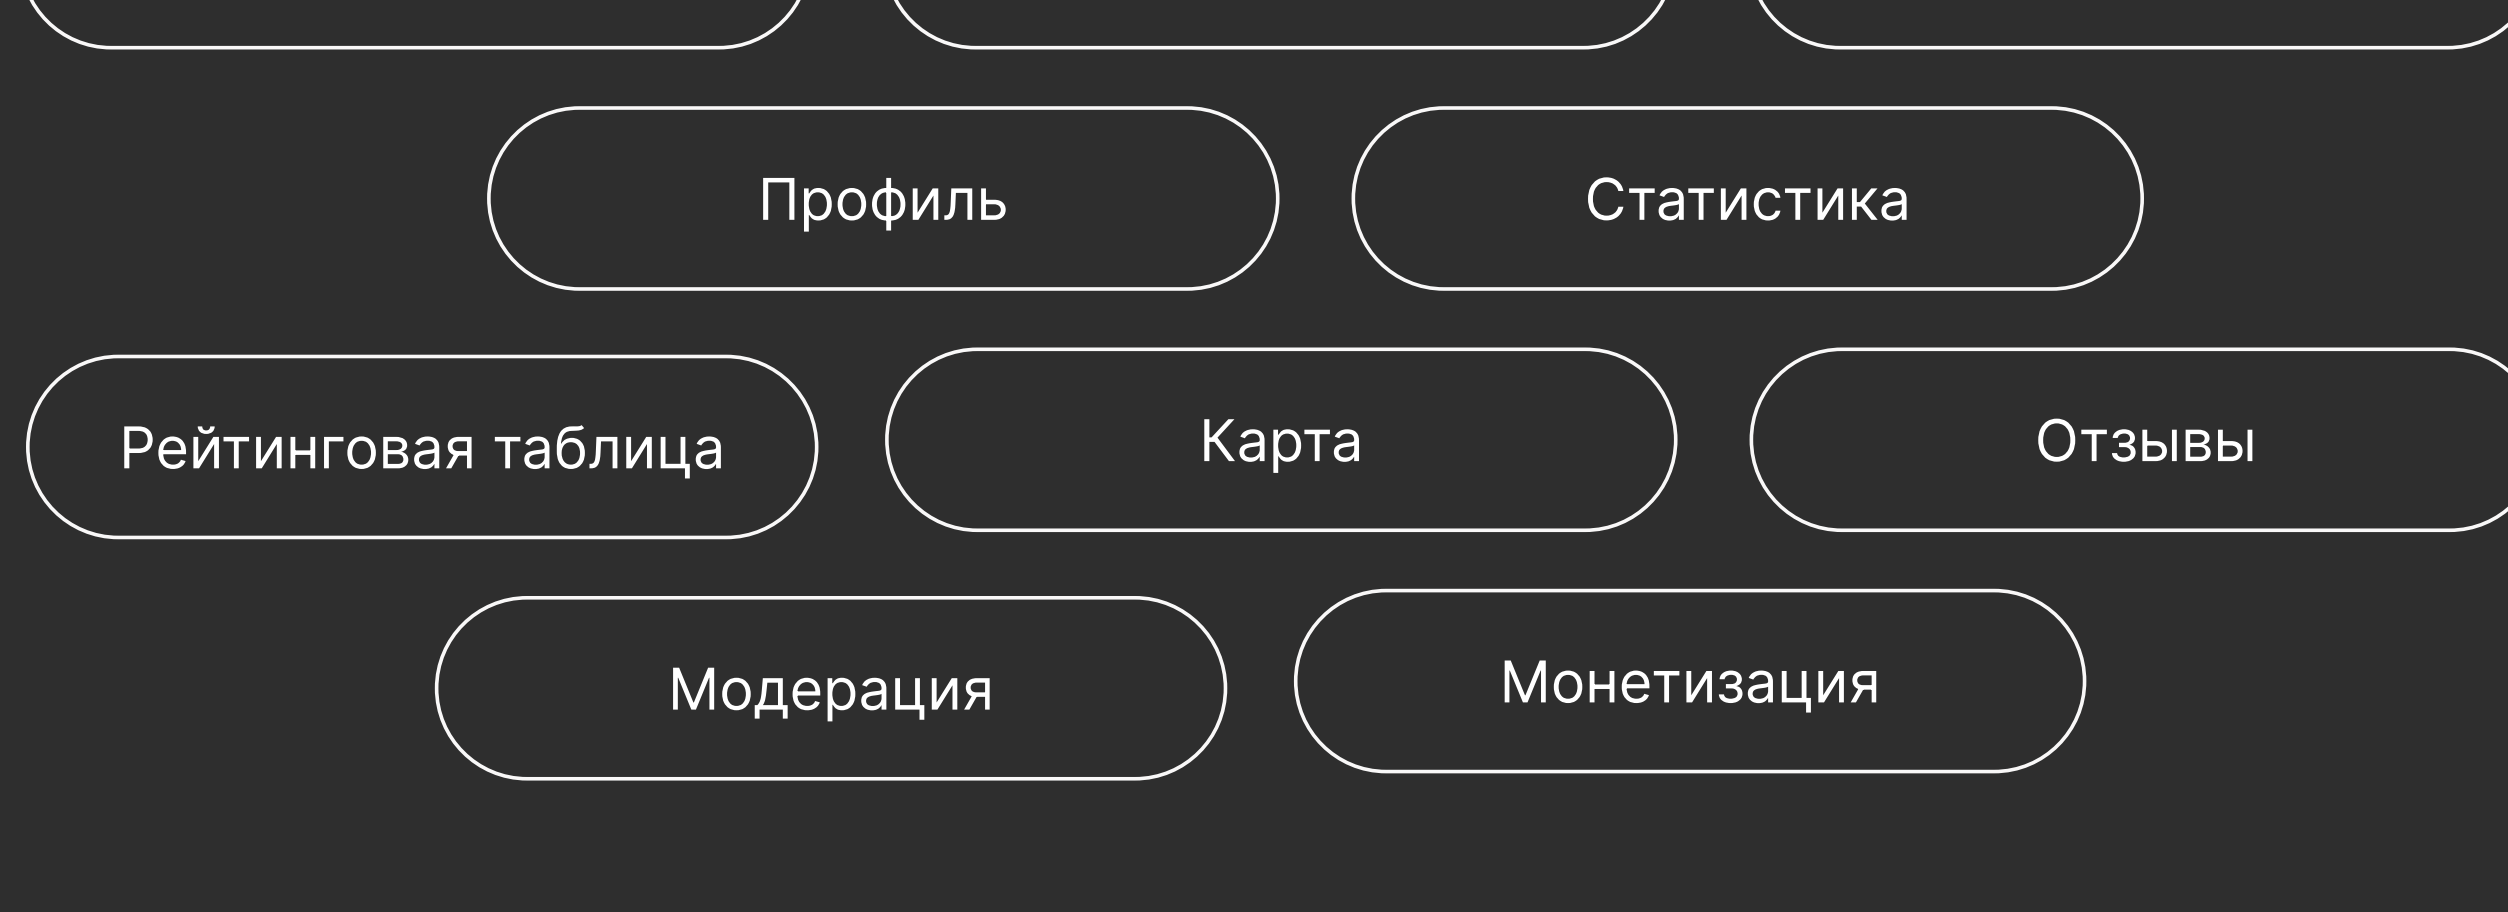 Профиль
Статистика
Рейтинговая таблица
Карта
Отзывы
Модерация
Монетизация